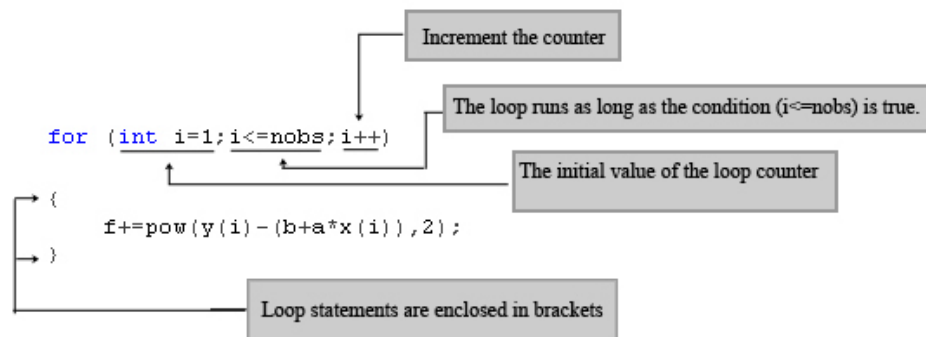 Increment the counter
The loop runs as long as the condition (i<=nobs) is true.
for (int i=1;i<=nobs;i++)
The initial value of the loop counter
{
f+=pow(y(i)-(b+a*x(i)),2);
}
Loop statements are enclosed in brackets